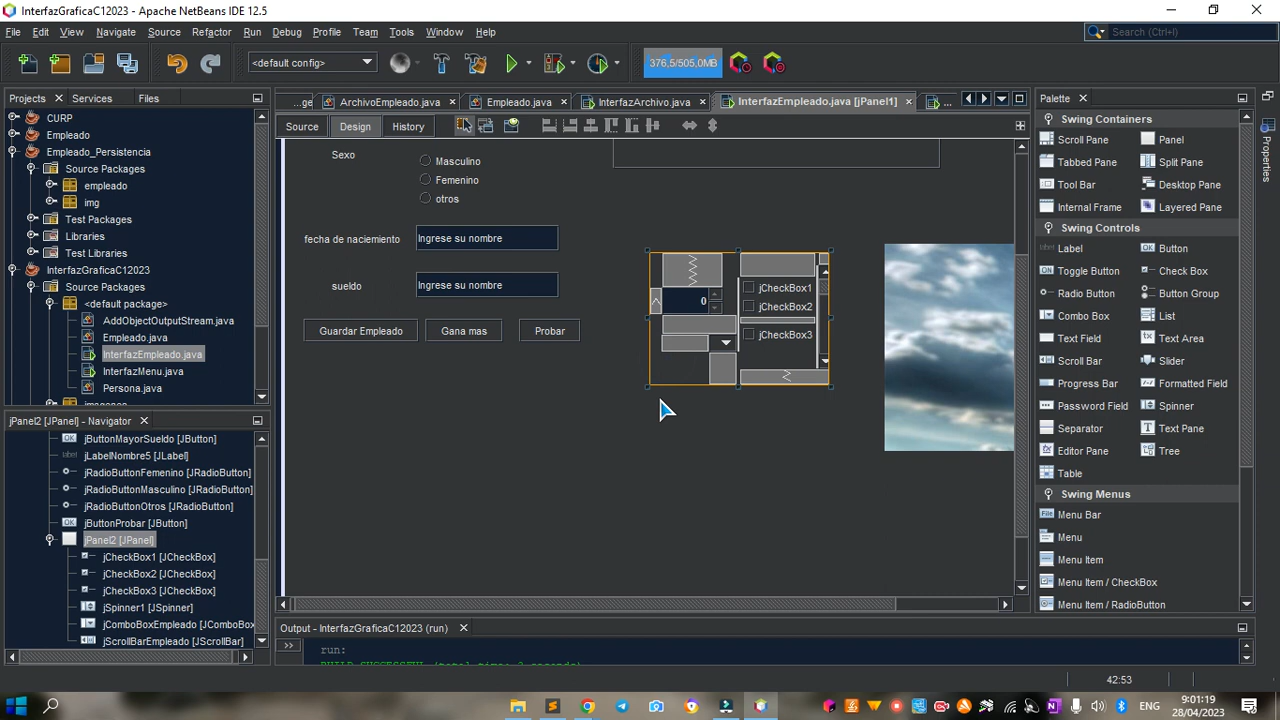 InterfazGraficaC12023 - Apache NetBeans IDE 12.5
File Edit View Navigate Source Refactor Run Debug Profile Team Tools Window Help
Search (Ctrl+I)
<default config>
376,5/505,0MB
Projects Services Files
...ge ArchivoEmpleado.java Empleado.java InterfazArchivo.java InterfazEmpleado.java [jPanel1] ...
Palette
Source Design History
CURP
Empleado
Empleado_Persistencia
Source Packages
empleado
img
Test Packages
Libraries
Test Libraries
InterfazGraficaC12023
Source Packages
<default package>
AddObjectOutputStream.java
Empleado.java
InterfazEmpleado.java
InterfazMenu.java
Persona.java
jPanel2 [JPanel] - Navigator
jButtonMayorSueldo [JButton]
jLabelNombre5 [JLabel]
jRadioButtonFemenino [JRadioButton]
jRadioButtonMasculino [JRadioButton]
jRadioButtonOtros [JRadioButton]
jButtonProbar [JButton]
jPanel2 [JPanel]
jCheckBox1 [JCheckBox]
jCheckBox2 [JCheckBox]
jCheckBox3 [JCheckBox]
jSpinner1 [JSpinner]
jComboBoxEmpleado [JComboBox
jScrollBarEmpleado [JScrollBar]
Sexo
Masculino
Femenino
otros
fecha de naciemiento Ingrese su nombre
sueldo Ingrese su nombre
Guardar Empleado Gana mas Probar
0
jCheckBox1
jCheckBox2
jCheckBox3
Swing Containers
Scroll Pane Panel
Tabbed Pane Split Pane
Tool Bar Desktop Pane
Internal Frame Layered Pane
Swing Controls
Label Button
Toggle Button Check Box
Radio Button Button Group
Combo Box List
Text Field Text Area
Scroll Bar Slider
Progress Bar Formatted Field
Password Field Spinner
Separator Text Pane
Editor Pane Tree
Table
Swing Menus
Menu Bar
Menu
Menu Item
Menu Item / CheckBox
Menu Item / RadioButton
Properties
Output - InterfazGraficaC12023 (run)
run:
BUILD SUCCESSFUL (total time: 2 seconds)
42:53
ENG
9:01:19
28/04/2023